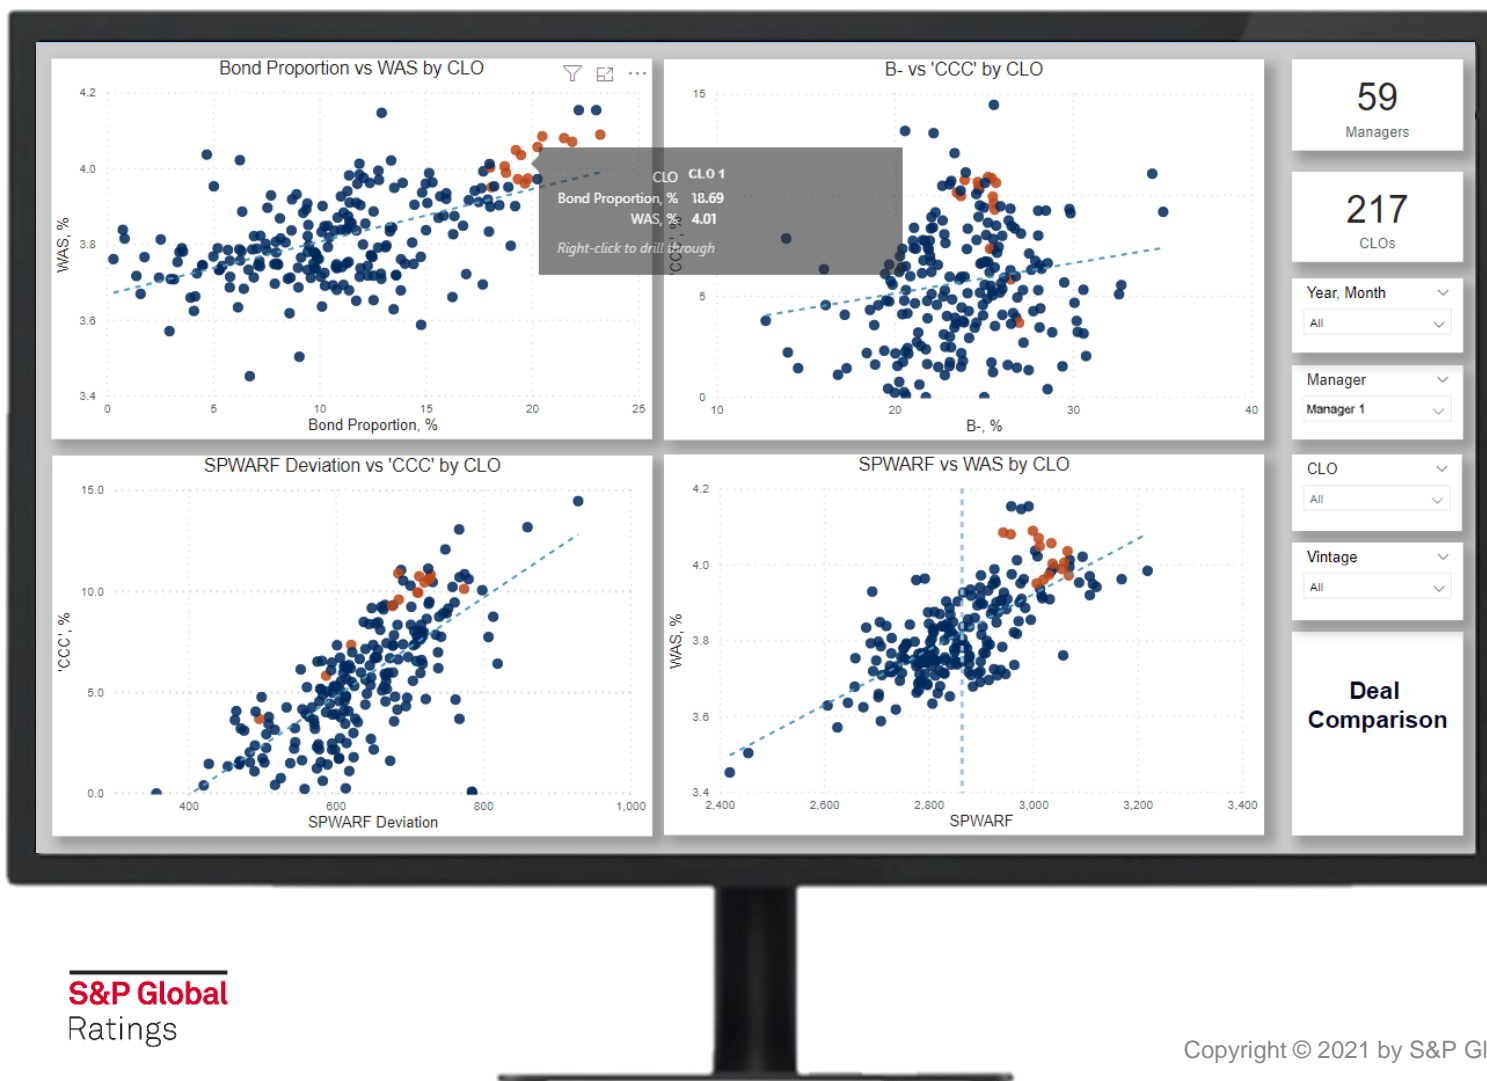 Bond Proportion vs WAS by CLO
4.2
4.0
3.8
3.6
3.4
WAS, %
0 5 10 15 20 25
Bond Proportion, %
CLO CLO 1
Bond Proportion, % 18.69
WAS, % 4.01
Right-click to drill through
B- vs 'CCC' by CLO
15
5
0
'CCC', %
10 20 30 40
B-, %
SPWARF Deviation vs 'CCC' by CLO
15.0
10.0
5.0
0.0
'CCC', %
400 600 800 1,000
SPWARF Deviation
SPWARF vs WAS by CLO
4.2
4.0
3.8
3.6
3.4
WAS, %
2,400 2,600 2,800 3,000 3,200 3,400
SPWARF
59
Managers
217
CLOs
Year, Month
All
Manager
Manager 1
CLO
All
Vintage
All
Deal
Comparison
S&P Global
Ratings
Copyright © 2021 by S&P Gl